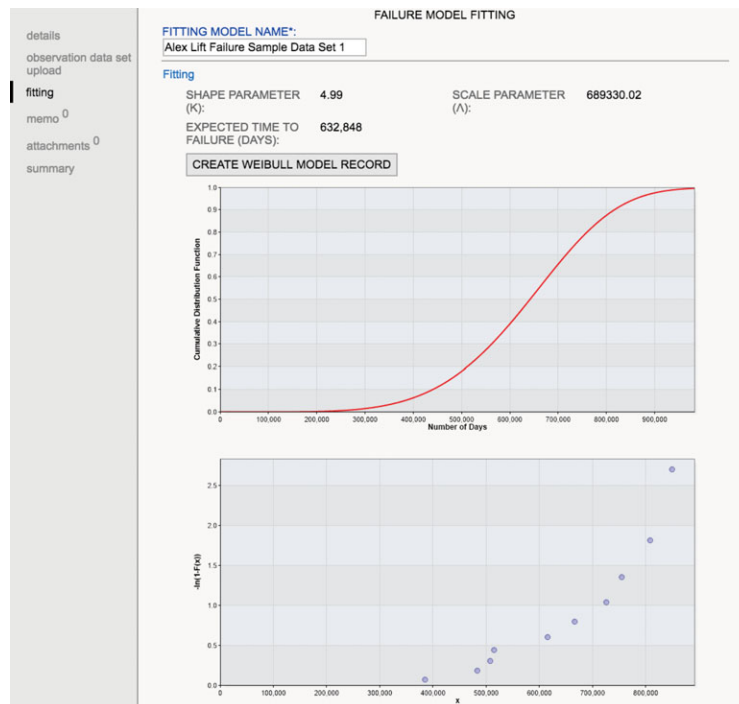 FAILURE MODEL FITTING
details
observation data set
upload
fitting
memo 0
attachments 0
summary
FITTING MODEL NAME*:
Alex Lift Failure Sample Data Set 1
Fitting
SHAPE PARAMETER
(K):
4.99
SCALE PARAMETER
(Λ):
689330.02
EXPECTED TIME TO
FAILURE (DAYS):
632,848
CREATE WEIBULL MODEL RECORD
Cumulative Distribution Function
1.0
0.9
0.8
0.7
0.6
0.5
0.4
0.3
0.2
0.1
0.0
0 100,000 200,000 300,000 400,000 500,000 600,000 700,000 800,000 900,000
Number of Days
-ln(1-F(x))
2.5
2.0
1.5
1.0
0.5
0.0
0 100,000 200,000 300,000 400,000 500,000 600,000 700,000 800,000
x